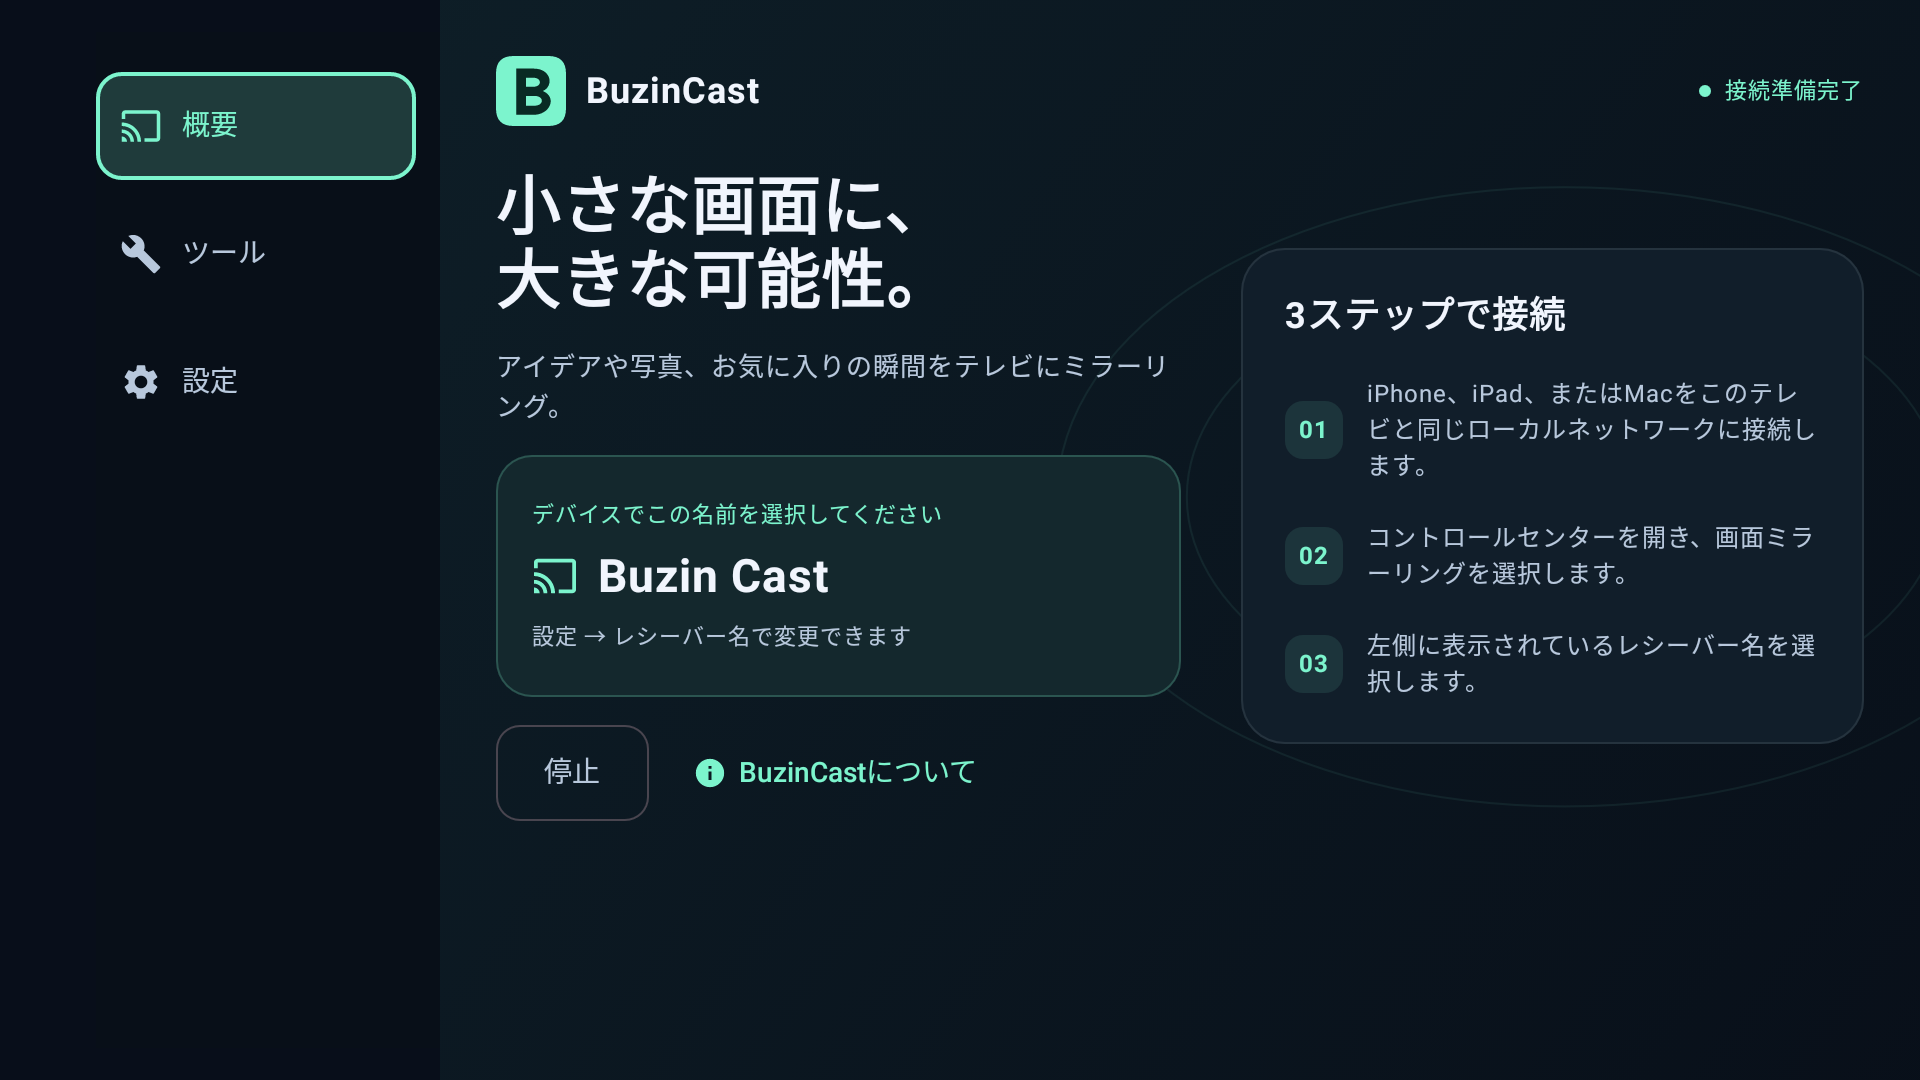 概要
ツール
設定
B
BuzinCast
接続準備完了
小さな画面に、
大きな可能性。
アイデアや写真、お気に入りの瞬間をテレビにミラーリ
ング。
デバイスでこの名前を選択してください
Buzin Cast
設定 → レシーバー名で変更できます
停止
BuzinCastについて
3ステップで接続
01
iPhone、iPad、またはMacをこのテレ
ビと同じローカルネットワークに接続し
ます。
02
コントロールセンターを開き、画面ミラ
ーリングを選択します。
03
左側に表示されているレシーバー名を選
択します。